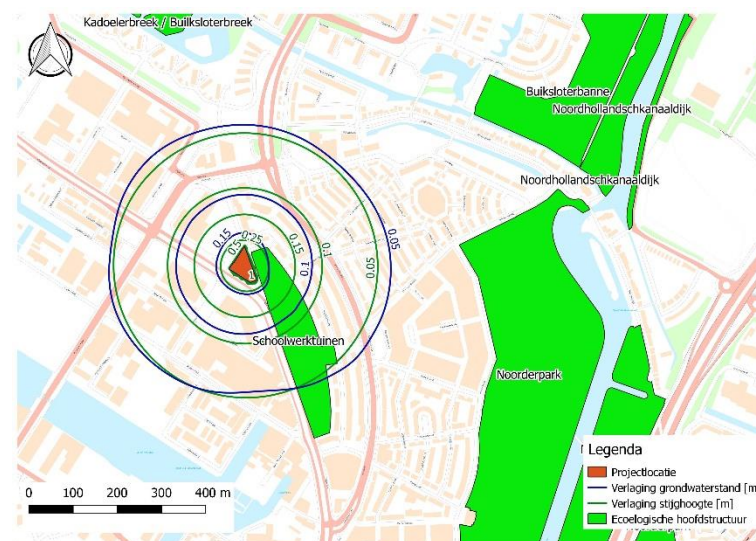 Kadoelerbreek / Buiksloterbreek
Buiksloterbanne
Noordhollandschkanaaldijk
Noordhollandschkanaaldijk
0.15
0.25
0.5
0.15
0.1
0.1
0.05
0.05
1
Schoolwerktuinen
Noorderpark
Legenda
Projectlocatie
Verlaging grondwaterstand [m
Verlaging stijghoogte [m]
Ecoelogische hoofdstructuur
0 100 200 300 400 m